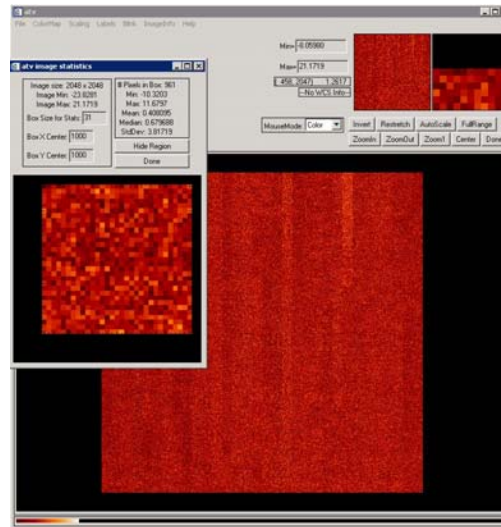 atv
File ColorMap Scaling Labels Blink ImageInfo Help
Min= -6.05980
Max= 21.1719
( 458, 2047) 1.2617
--No WCS Info--
MouseMode: Color
Invert Restretch AutoScale FullRange
ZoomIn ZoomOut Zoom1 Center Done
atv image statistics
Image size: 2048 x 2048
Image Min: -23.8281
Image Max: 21.1719
Box Size for Stats: 31
Box X Center: 1000
Box Y Center: 1000
# Pixels in Box: 961
Min: -10.3203
Max: 11.6797
Mean: 0.408095
Median: 0.679688
StdDev: 3.81719
Hide Region
Done